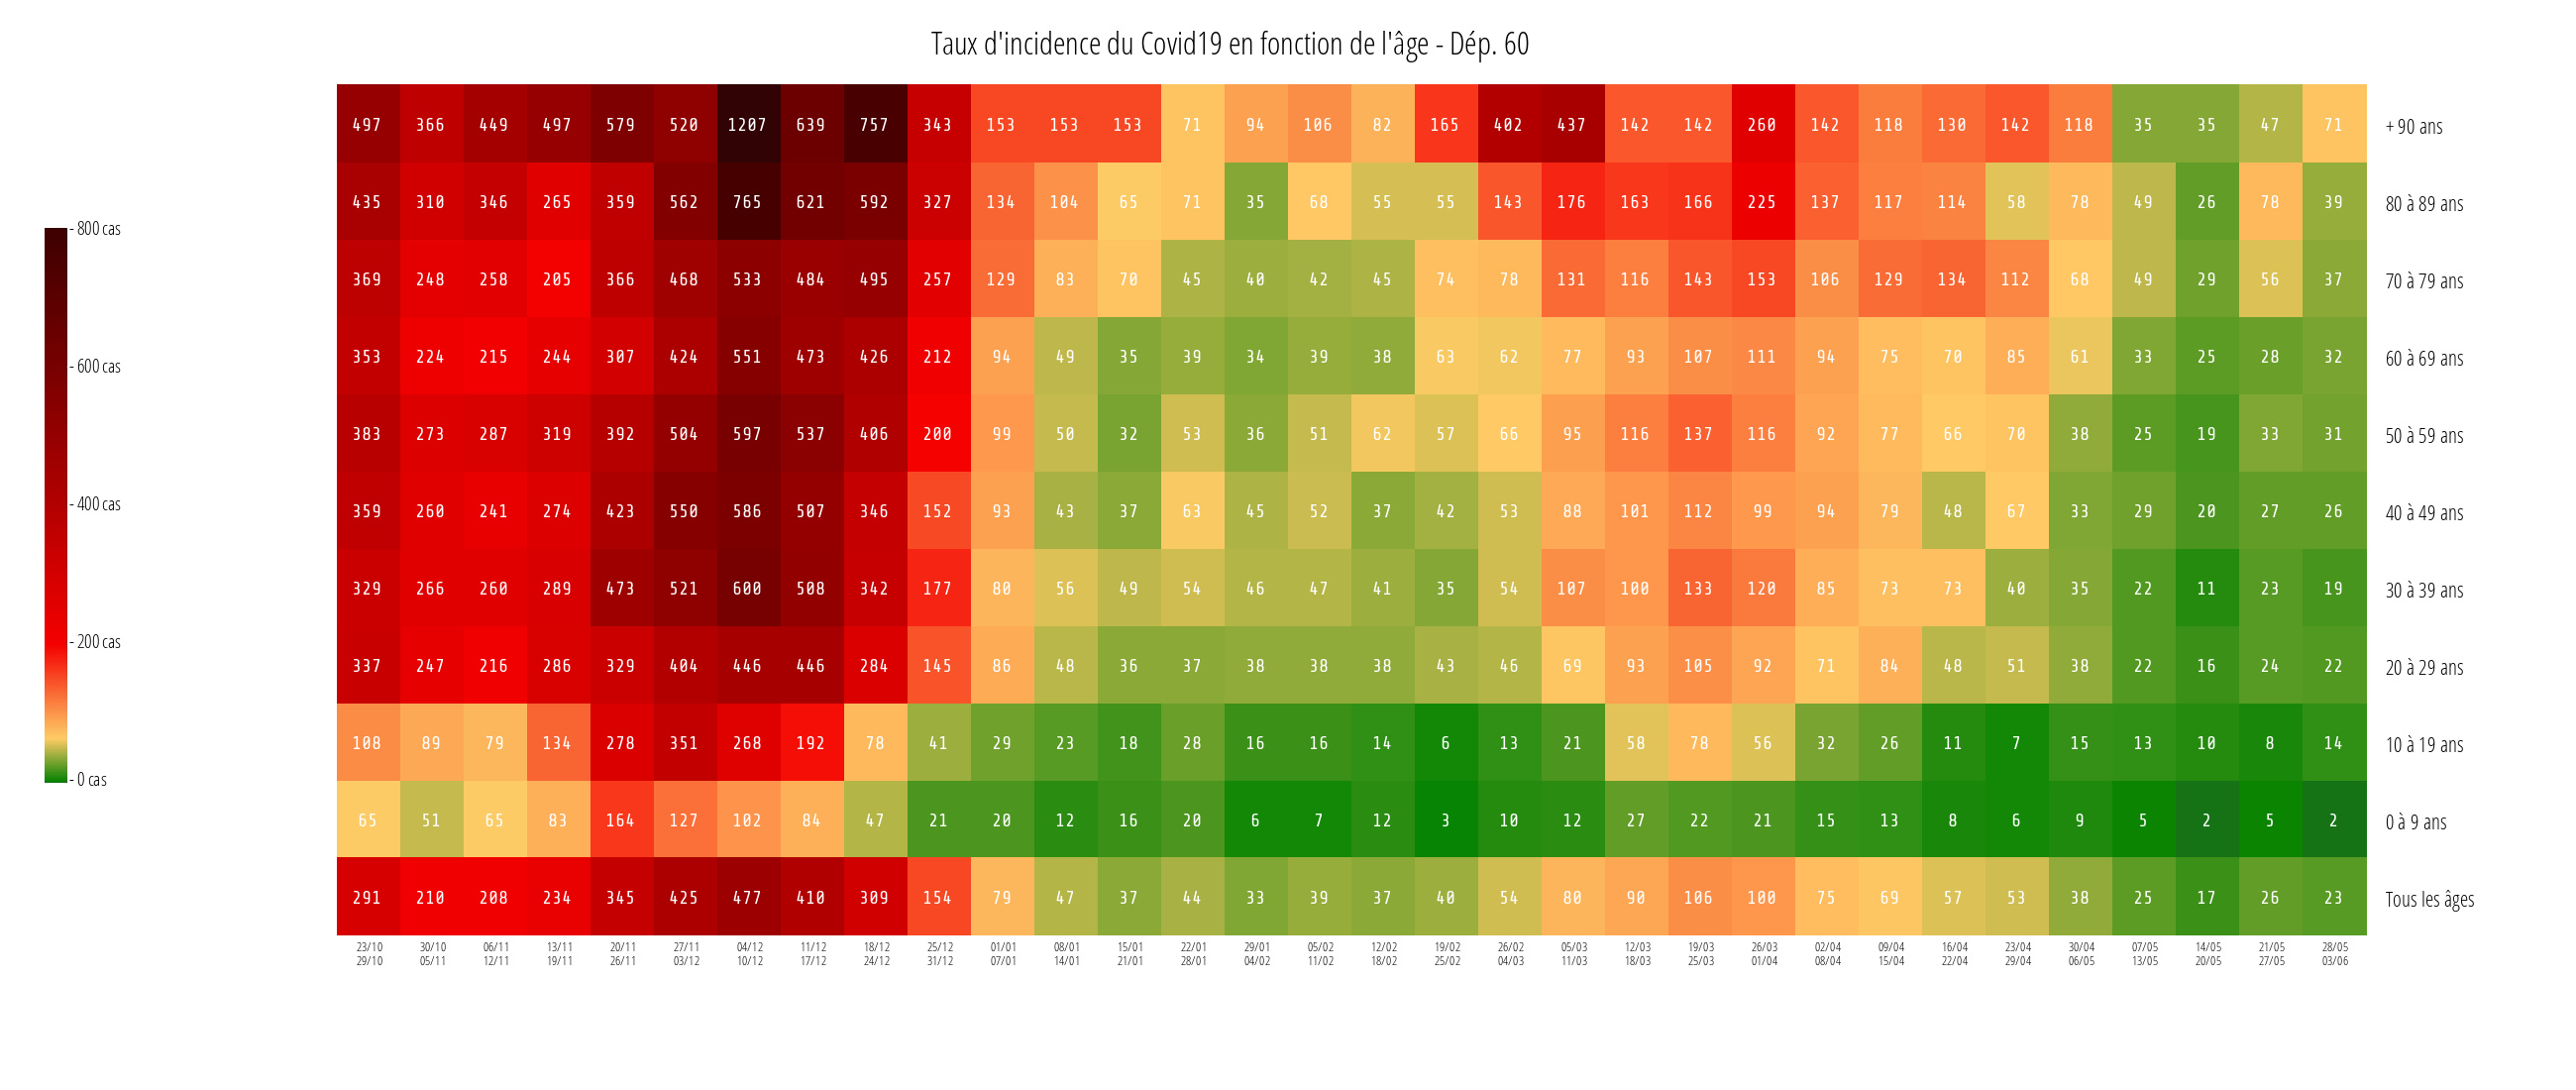 Taux d'incidence du Covid19 en fonction de l'âge - Dép. 60
- 800 cas
- 600 cas
- 400 cas
- 200 cas
- 0 cas
497 366 449 497 579 520 1207 639 757 343 153 153 153 71 94 106 82 165 402 437 142 142 260 142 118 130 142 118 35 35 47 71 + 90 ans
435 310 346 265 359 562 765 621 592 327 134 104 65 71 35 68 55 55 143 176 163 166 225 137 117 114 58 78 49 26 78 39 80 à 89 ans
369 248 258 205 366 468 533 484 495 257 129 83 70 45 40 42 45 74 78 131 116 143 153 106 129 134 112 68 49 29 56 37 70 à 79 ans
353 224 215 244 307 424 551 473 426 212 94 49 35 39 34 39 38 63 62 77 93 107 111 94 75 70 85 61 33 25 28 32 60 à 69 ans
383 273 287 319 392 504 597 537 406 200 99 50 32 53 36 51 62 57 66 95 116 137 116 92 77 66 70 38 25 19 33 31 50 à 59 ans
359 260 241 274 423 550 586 507 346 152 93 43 37 63 45 52 37 42 53 88 101 112 99 94 79 48 67 33 29 20 27 26 40 à 49 ans
329 266 260 289 473 521 600 508 342 177 80 56 49 54 46 47 41 35 54 107 100 133 120 85 73 73 40 35 22 11 23 19 30 à 39 ans
337 247 216 286 329 404 446 446 284 145 86 48 36 37 38 38 38 43 46 69 93 105 92 71 84 48 51 38 22 16 24 22 20 à 29 ans
108 89 79 134 278 351 268 192 78 41 29 23 18 28 16 16 14 6 13 21 58 78 56 32 26 11 7 15 13 10 8 14 10 à 19 ans
65 51 65 83 164 127 102 84 47 21 20 12 16 20 6 7 12 3 10 12 27 22 21 15 13 8 6 9 5 2 5 2 0 à 9 ans
291 210 208 234 345 425 477 410 309 154 79 47 37 44 33 39 37 40 54 80 90 106 100 75 69 57 53 38 25 17 26 23 Tous les âges
23/10 30/10 06/11 13/11 20/11 27/11 04/12 11/12 18/12 25/12 01/01 08/01 15/01 22/01 29/01 05/02 12/02 19/02 26/02 05/03 12/03 19/03 26/03 02/04 09/04 16/04 23/04 30/04 07/05 14/05 21/05 28/05
29/10 05/11 12/11 19/11 26/11 03/12 10/12 17/12 24/12 31/12 07/01 14/01 21/01 28/01 04/02 11/02 18/02 25/02 04/03 11/03 18/03 25/03 01/04 08/04 15/04 22/04 29/04 06/05 13/05 20/05 27/05 03/06